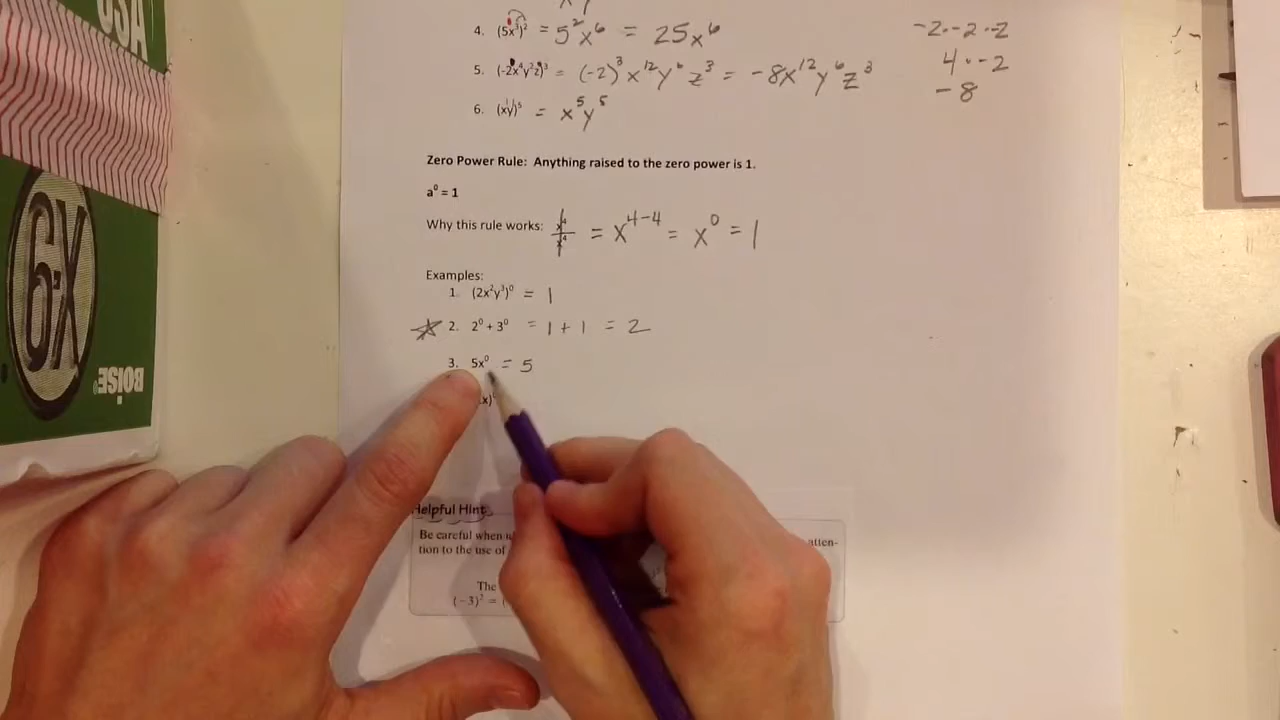 USA
4. (5x³)² = 5²x⁶ = 25x⁶
-2·-2·-2
5. (-2x⁴y²z)³ = (-2)³x¹²y⁶z³ = -8x¹²y⁶z³
4·-2
-8
6. (xy)⁵ = x⁵y⁵
Zero Power Rule: Anything raised to the zero power is 1.
a⁰ = 1
Why this rule works: x⁴/x⁴ = x⁴⁻⁴ = x⁰ = 1
Examples:
1. (2x²y³)⁰ = 1
2. 2⁰ + 3⁰ = 1 + 1 = 2
3. 5x⁰ = 5
x)
BOISE
Helpful Hint
Be careful when
atten-
tion to the use of
The
(-3)² =